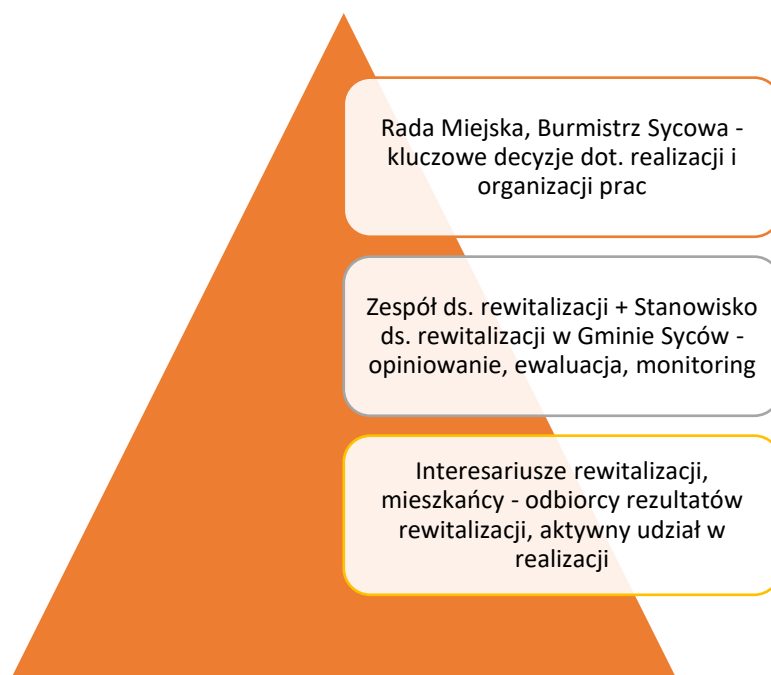 Rada Miejska, Burmistrz Sycowa -
kluczowe decyzje dot. realizacji i
organizacji prac
Zespół ds. rewitalizacji + Stanowisko
ds. rewitalizacji w Gminie Syców -
opiniowanie, ewaluacja, monitoring
Interesariusze rewitalizacji,
mieszkańcy - odbiorcy rezultatów
rewitalizacji, aktywny udział w
realizacji